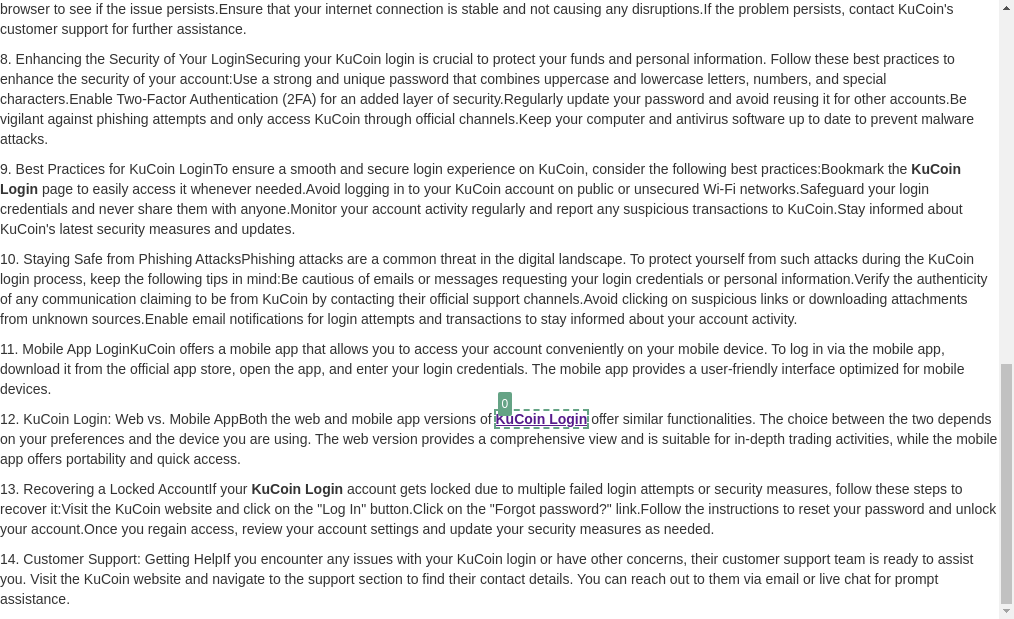 browser to see if the issue persists.Ensure that your internet connection is stable and not causing any disruptions.If the problem persists, contact KuCoin's
customer support for further assistance.
8. Enhancing the Security of Your LoginSecuring your KuCoin login is crucial to protect your funds and personal information. Follow these best practices to
enhance the security of your account:Use a strong and unique password that combines uppercase and lowercase letters, numbers, and special
characters.Enable Two-Factor Authentication (2FA) for an added layer of security.Regularly update your password and avoid reusing it for other accounts.Be
vigilant against phishing attempts and only access KuCoin through official channels.Keep your computer and antivirus software up to date to prevent malware
attacks.
9. Best Practices for KuCoin LoginTo ensure a smooth and secure login experience on KuCoin, consider the following best practices:Bookmark the KuCoin
Login page to easily access it whenever needed.Avoid logging in to your KuCoin account on public or unsecured Wi-Fi networks.Safeguard your login
credentials and never share them with anyone.Monitor your account activity regularly and report any suspicious transactions to KuCoin.Stay informed about
KuCoin's latest security measures and updates.
10. Staying Safe from Phishing AttacksPhishing attacks are a common threat in the digital landscape. To protect yourself from such attacks during the KuCoin
login process, keep the following tips in mind:Be cautious of emails or messages requesting your login credentials or personal information.Verify the authenticity
of any communication claiming to be from KuCoin by contacting their official support channels.Avoid clicking on suspicious links or downloading attachments
from unknown sources.Enable email notifications for login attempts and transactions to stay informed about your account activity.
11. Mobile App LoginKuCoin offers a mobile app that allows you to access your account conveniently on your mobile device. To log in via the mobile app,
download it from the official app store, open the app, and enter your login credentials. The mobile app provides a user-friendly interface optimized for mobile
devices.
0
12. KuCoin Login: Web vs. Mobile AppBoth the web and mobile app versions of KuCoin Login offer similar functionalities. The choice between the two depends
on your preferences and the device you are using. The web version provides a comprehensive view and is suitable for in-depth trading activities, while the mobile
app offers portability and quick access.
13. Recovering a Locked AccountIf your KuCoin Login account gets locked due to multiple failed login attempts or security measures, follow these steps to
recover it:Visit the KuCoin website and click on the "Log In" button.Click on the "Forgot password?" link.Follow the instructions to reset your password and unlock
your account.Once you regain access, review your account settings and update your security measures as needed.
14. Customer Support: Getting HelpIf you encounter any issues with your KuCoin login or have other concerns, their customer support team is ready to assist
you. Visit the KuCoin website and navigate to the support section to find their contact details. You can reach out to them via email or live chat for prompt
assistance.